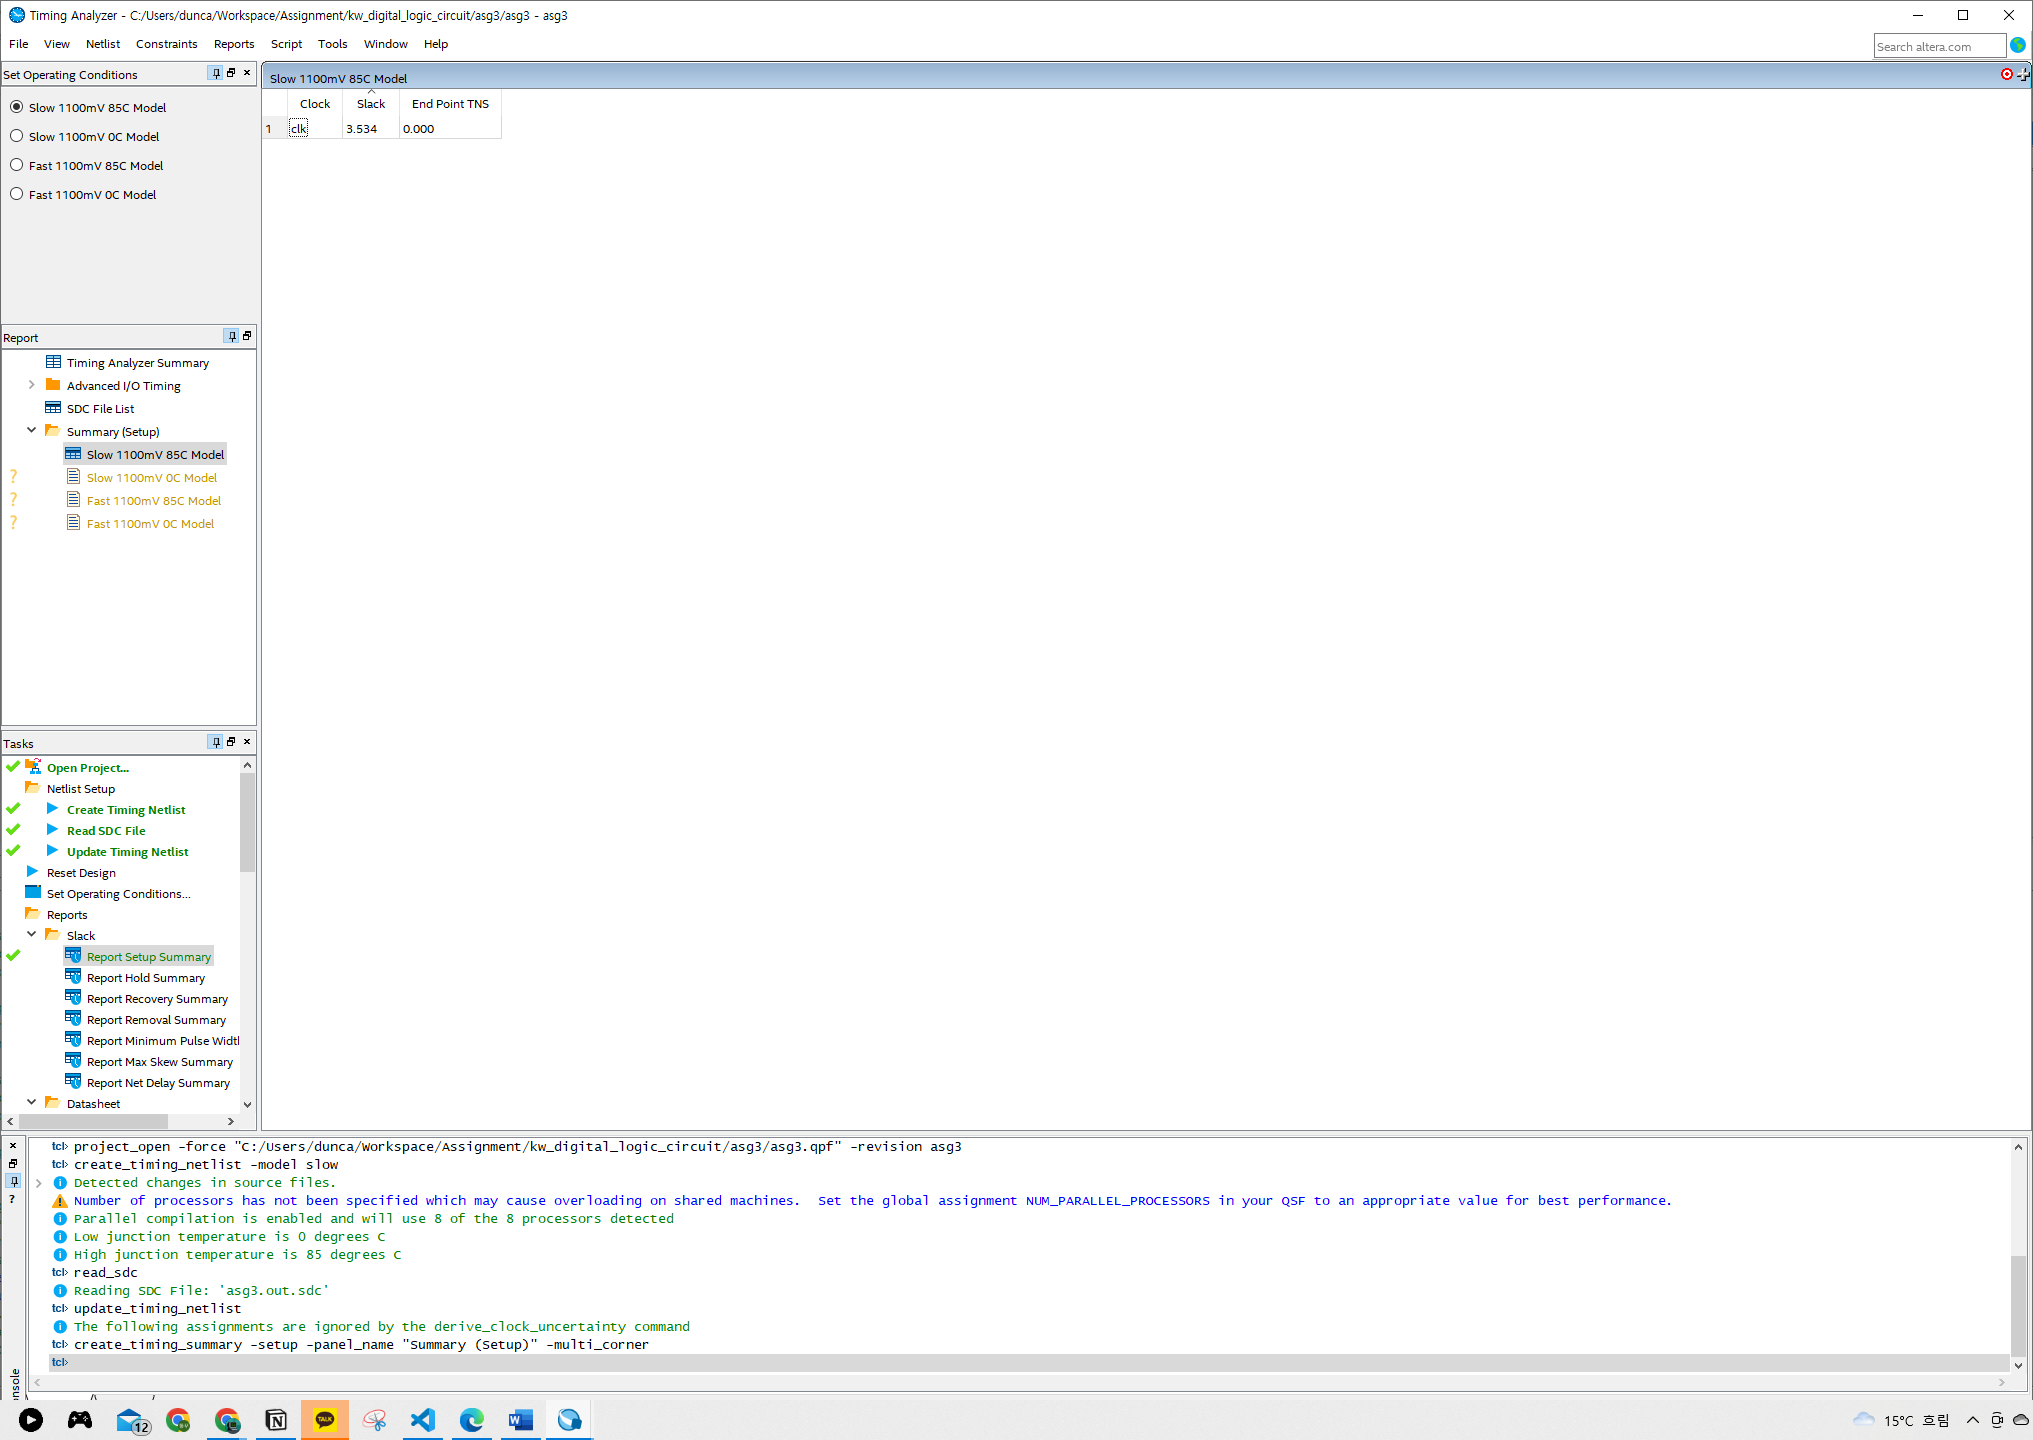 Timing Analyzer - C:/Users/dunca/Workspace/Assignment/kw_digital_logic_circuit/asg3/asg3 - asg3
File View Netlist Constraints Reports Script Tools Window Help
Search altera.com
Set Operating Conditions
Slow 1100mV 85C Model
Slow 1100mV 0C Model
Fast 1100mV 85C Model
Fast 1100mV 0C Model
Slow 1100mV 85C Model
Clock Slack End Point TNS
1 clk 3.534 0.000
Report
Timing Analyzer Summary
Advanced I/O Timing
SDC File List
Summary (Setup)
Slow 1100mV 85C Model
? Slow 1100mV 0C Model
? Fast 1100mV 85C Model
? Fast 1100mV 0C Model
Tasks
Open Project...
Netlist Setup
Create Timing Netlist
Read SDC File
Update Timing Netlist
Reset Design
Set Operating Conditions...
Reports
Slack
Report Setup Summary
Report Hold Summary
Report Recovery Summary
Report Removal Summary
Report Minimum Pulse Widt
Report Max Skew Summary
Report Net Delay Summary
Datasheet
tcl> project_open -force "C:/Users/dunca/Workspace/Assignment/kw_digital_logic_circuit/asg3/asg3.qpf" -revision asg3
tcl> create_timing_netlist -model slow
Detected changes in source files.
Number of processors has not been specified which may cause overloading on shared machines.  Set the global assignment NUM_PARALLEL_PROCESSORS in your QSF to an appropriate value for best performance.
Parallel compilation is enabled and will use 8 of the 8 processors detected
Low junction temperature is 0 degrees C
High junction temperature is 85 degrees C
tcl> read_sdc
Reading SDC File: 'asg3.out.sdc'
tcl> update_timing_netlist
The following assignments are ignored by the derive_clock_uncertainty command
tcl> create_timing_summary -setup -panel_name "Summary (Setup)" -multi_corner
tcl>
?
nsole
12
TALK
15°C 흐림